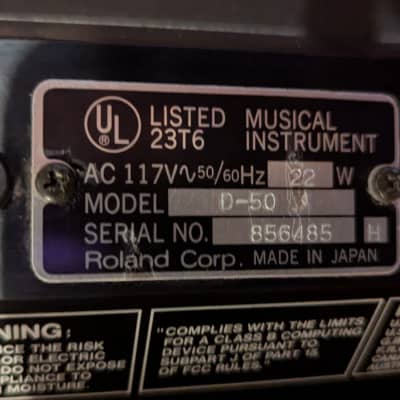 UL LISTED MUSICAL
23T6 INSTRUMENT
AC 117V∿50/60Hz 22 W
MODEL D-50
SERIAL NO. 856485 H
Roland Corp. MADE IN JAPAN
NING:
CE THE RISK
OR ELECTRIC
DO NOT EXPOSE
PLIANCE TO
MOISTURE.
"COMPLIES WITH THE LIMITS
FOR A CLASS B COMPUTING
DEVICE PURSUANT TO
SUBPART J OF PART 15
OF FCC RULES."